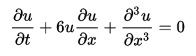 ∂u/∂t + 6u ∂u/∂x + ∂³u/∂x³ = 0